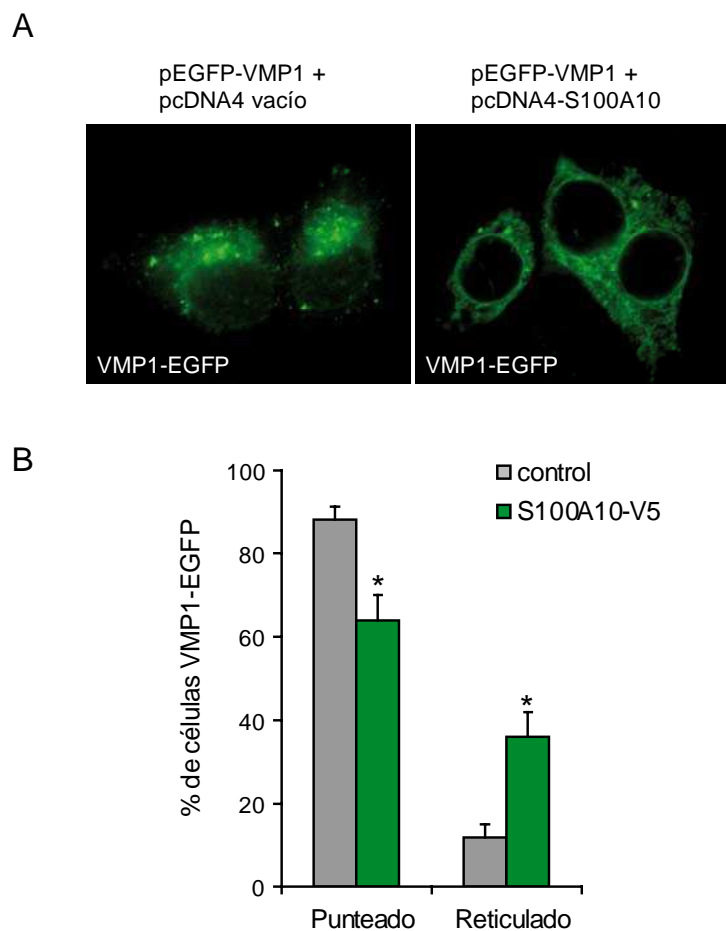 A
pEGFP-VMP1 +
pcDNA4 vacío
pEGFP-VMP1 +
pcDNA4-S100A10
VMP1-EGFP
VMP1-EGFP
B
% de células VMP1-EGFP
100
80
60
40
20
0
control
S100A10-V5
*
*
Punteado
Reticulado